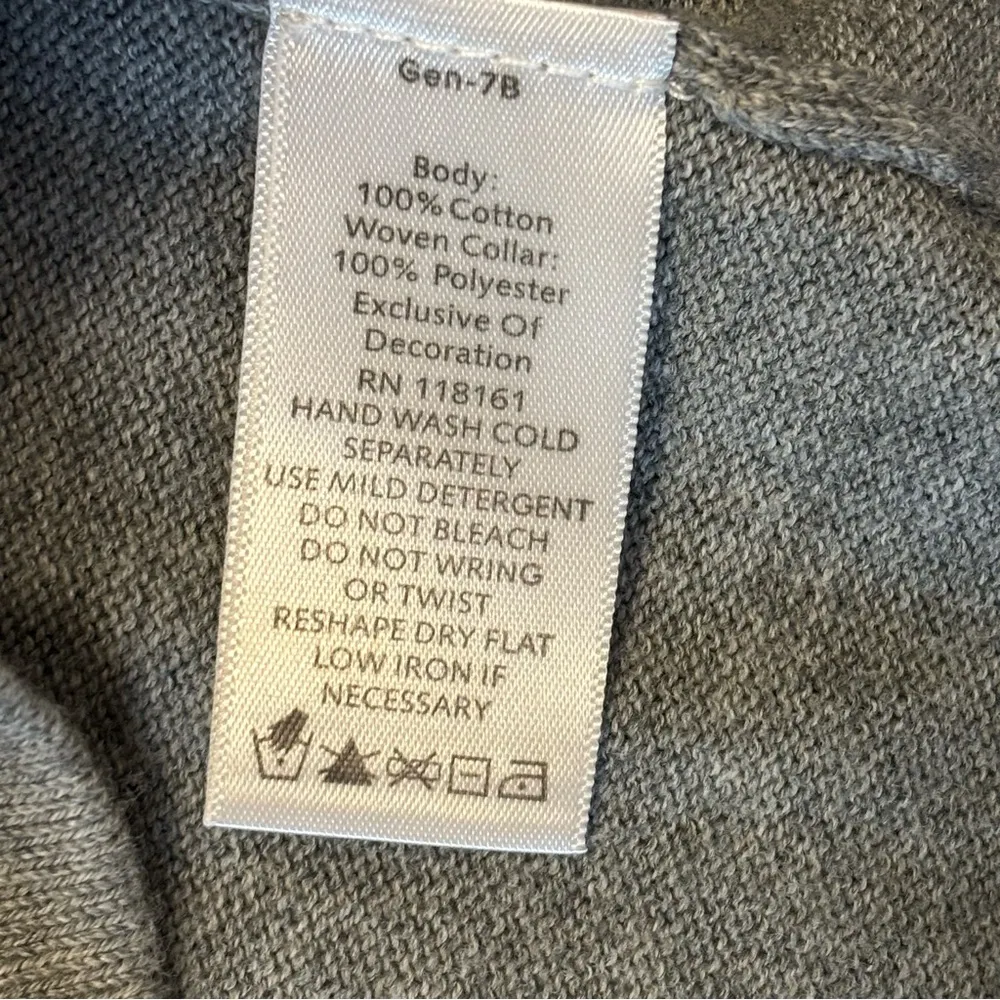 Gen-7B
Body:
100% Cotton
Woven Collar:
100% Polyester
Exclusive Of
Decoration
RN 118161
HAND WASH COLD
SEPARATELY
USE MILD DETERGENT
DO NOT BLEACH
DO NOT WRING
OR TWIST
RESHAPE DRY FLAT
LOW IRON IF
NECESSARY